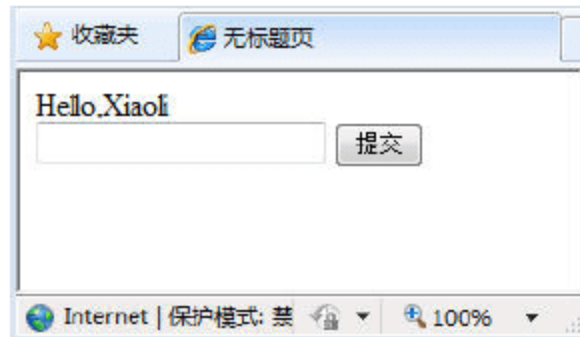 收藏夹 无标题页
Hello,Xiaoli
提交
Internet | 保护模式: 禁 100%